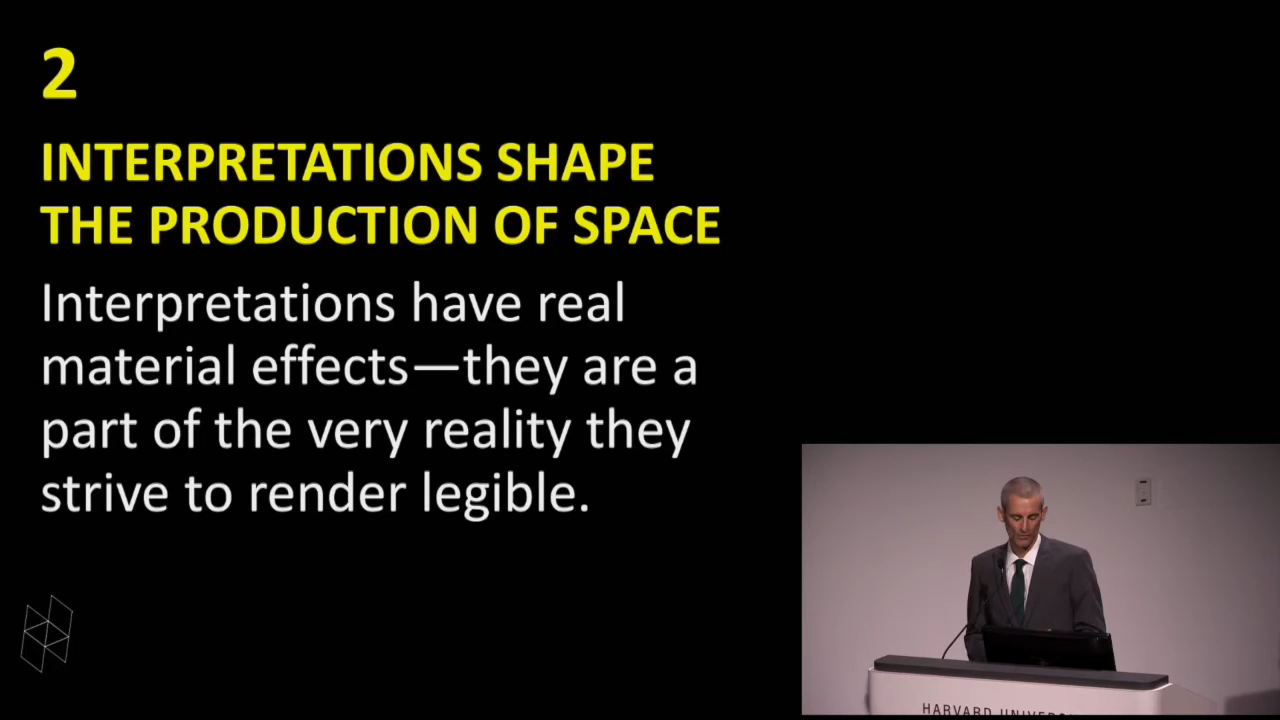 2
INTERPRETATIONS SHAPE
THE PRODUCTION OF SPACE
Interpretations have real
material effects—they are a
part of the very reality they
strive to render legible.
HARVARD